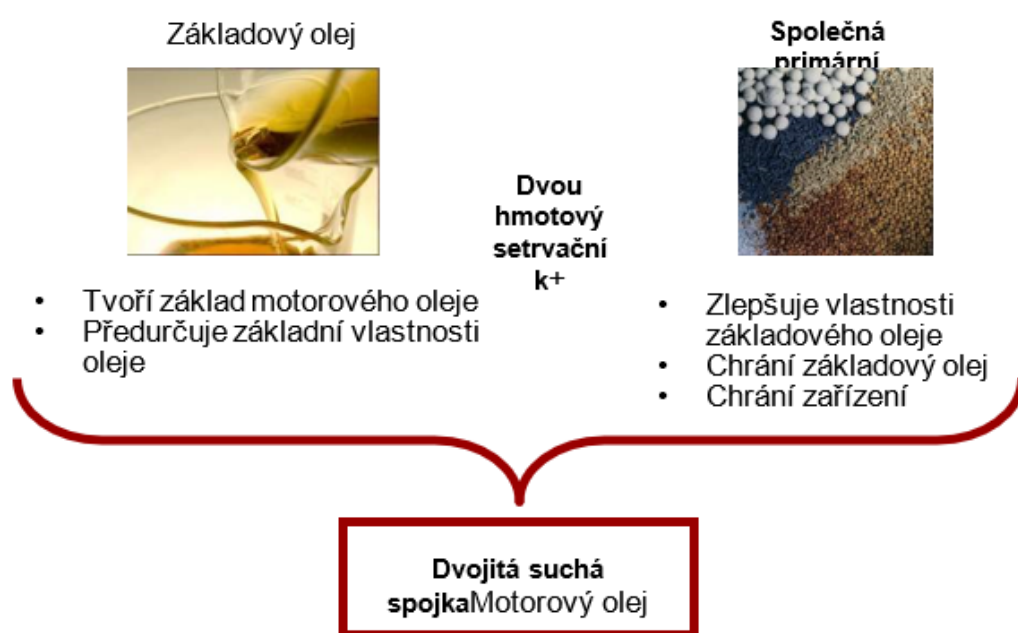 Základový olej
Společná
primární
Dvou
hmotový
setrvační
k+
• Tvoří základ motorového oleje
• Předurčuje základní vlastnosti
oleje
• Zlepšuje vlastnosti
základového oleje
• Chrání základový olej
• Chrání zařízení
Dvojitá suchá
spojkaMotorový olej